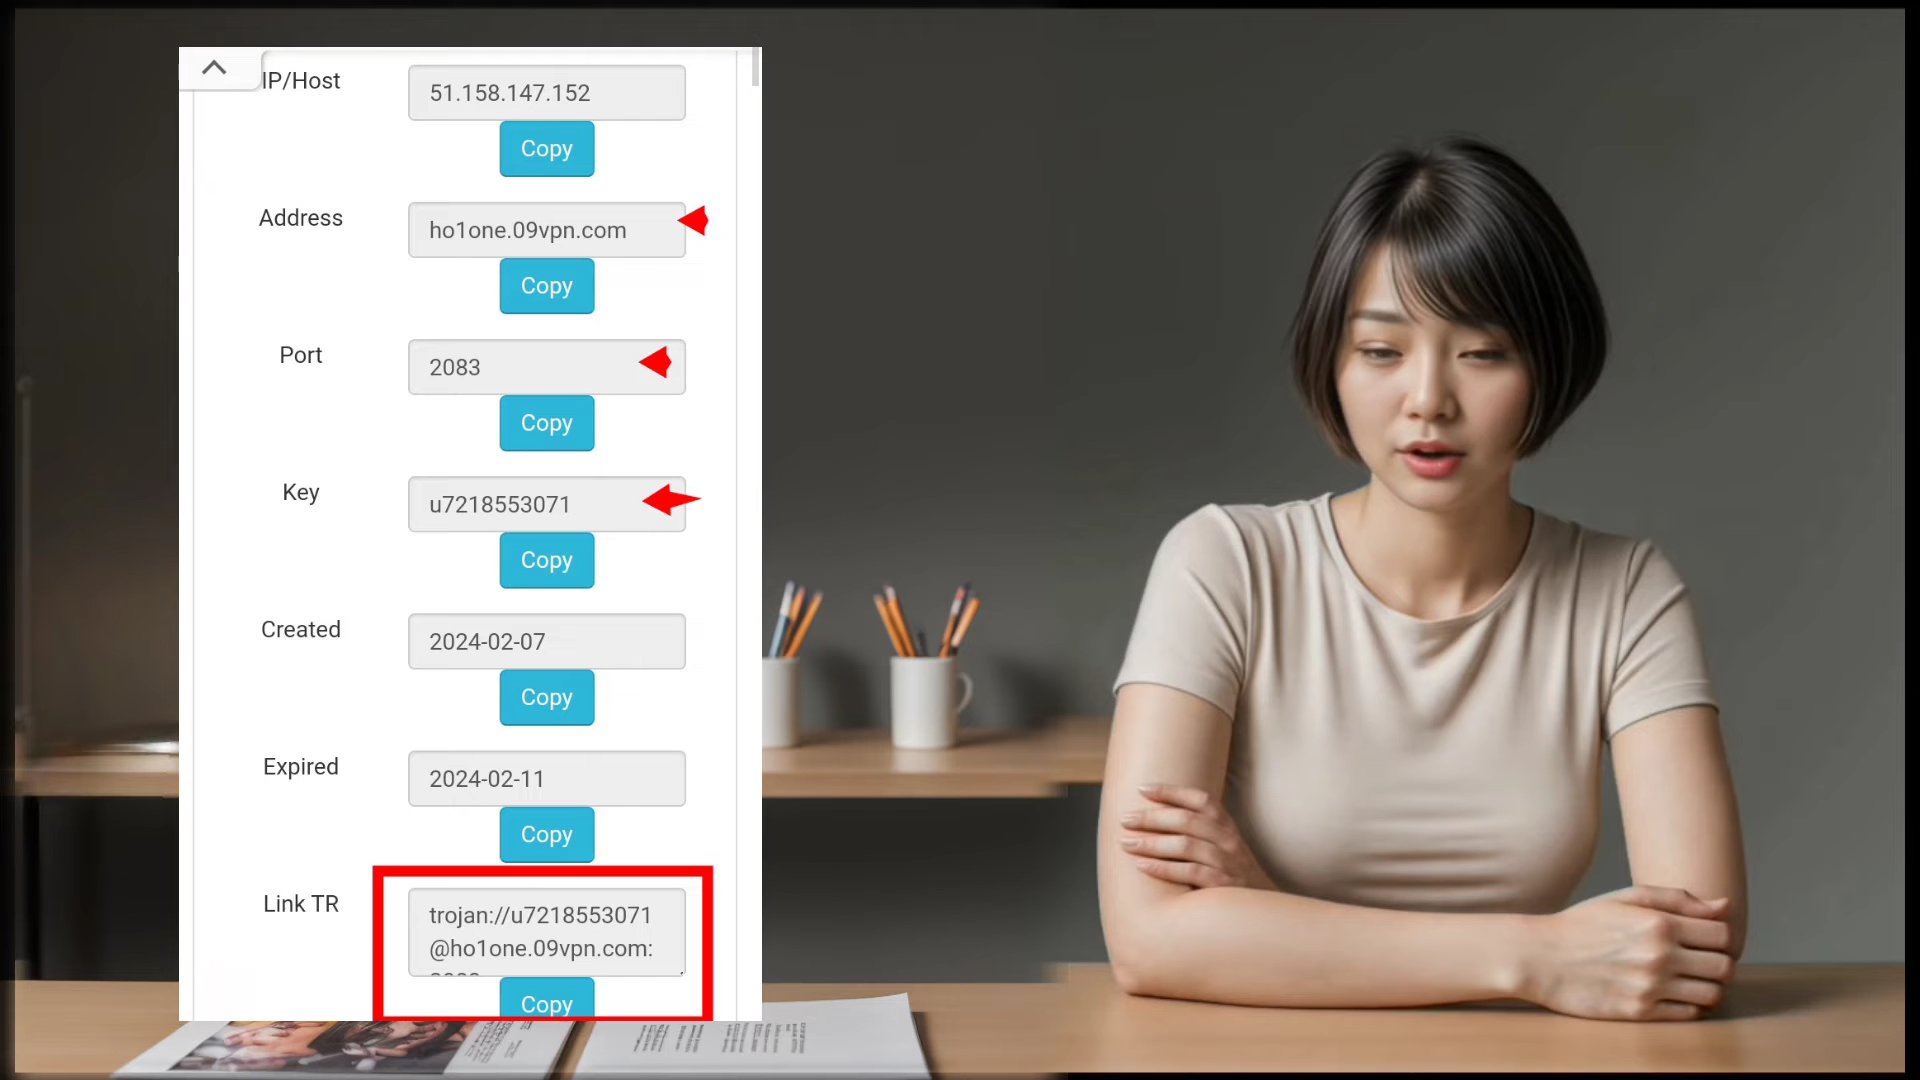 IP/Host
51.158.147.152
Copy
Address
ho1one.09vpn.com
Copy
Port
2083
Copy
Key
u7218553071
Copy
Created
2024-02-07
Copy
Expired
2024-02-11
Copy
Link TR
trojan://u7218553071
@ho1one.09vpn.com:
Copy